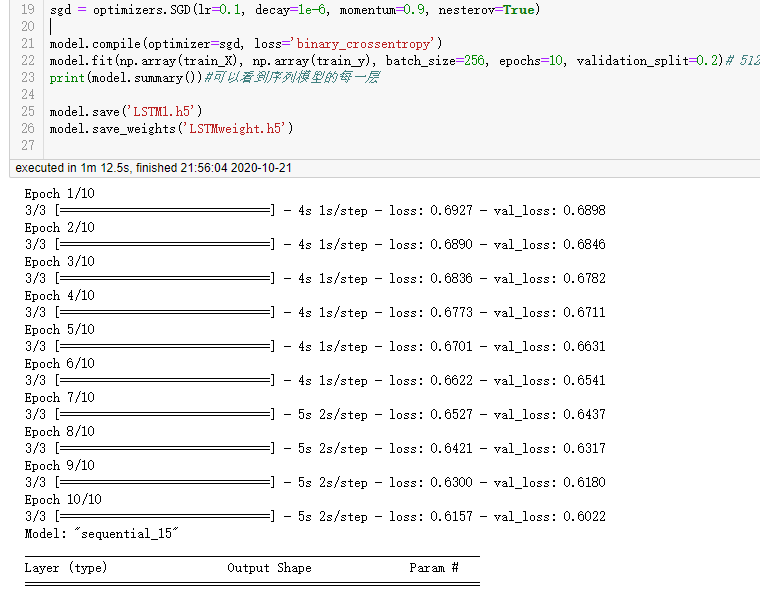 19 sgd = optimizers.SGD(lr=0.1, decay=1e-6, momentum=0.9, nesterov=True)
20
21 model.compile(optimizer=sgd, loss='binary_crossentropy')
22 model.fit(np.array(train_X), np.array(train_y), batch_size=256, epochs=10, validation_split=0.2)# 512
23 print(model.summary())#可以看到序列模型的每一层
24
25 model.save('LSTM1.h5')
26 model.save_weights('LSTMweight.h5')
27
executed in 1m 12.5s, finished 21:56:04 2020-10-21
Epoch 1/10
3/3 [==============================] - 4s 1s/step - loss: 0.6927 - val_loss: 0.6898
Epoch 2/10
3/3 [==============================] - 4s 1s/step - loss: 0.6890 - val_loss: 0.6846
Epoch 3/10
3/3 [==============================] - 4s 1s/step - loss: 0.6836 - val_loss: 0.6782
Epoch 4/10
3/3 [==============================] - 4s 1s/step - loss: 0.6773 - val_loss: 0.6711
Epoch 5/10
3/3 [==============================] - 4s 1s/step - loss: 0.6701 - val_loss: 0.6631
Epoch 6/10
3/3 [==============================] - 4s 1s/step - loss: 0.6622 - val_loss: 0.6541
Epoch 7/10
3/3 [==============================] - 5s 2s/step - loss: 0.6527 - val_loss: 0.6437
Epoch 8/10
3/3 [==============================] - 5s 2s/step - loss: 0.6421 - val_loss: 0.6317
Epoch 9/10
3/3 [==============================] - 5s 2s/step - loss: 0.6300 - val_loss: 0.6180
Epoch 10/10
3/3 [==============================] - 5s 2s/step - loss: 0.6157 - val_loss: 0.6022
Model: "sequential_15"
Layer (type) Output Shape Param #